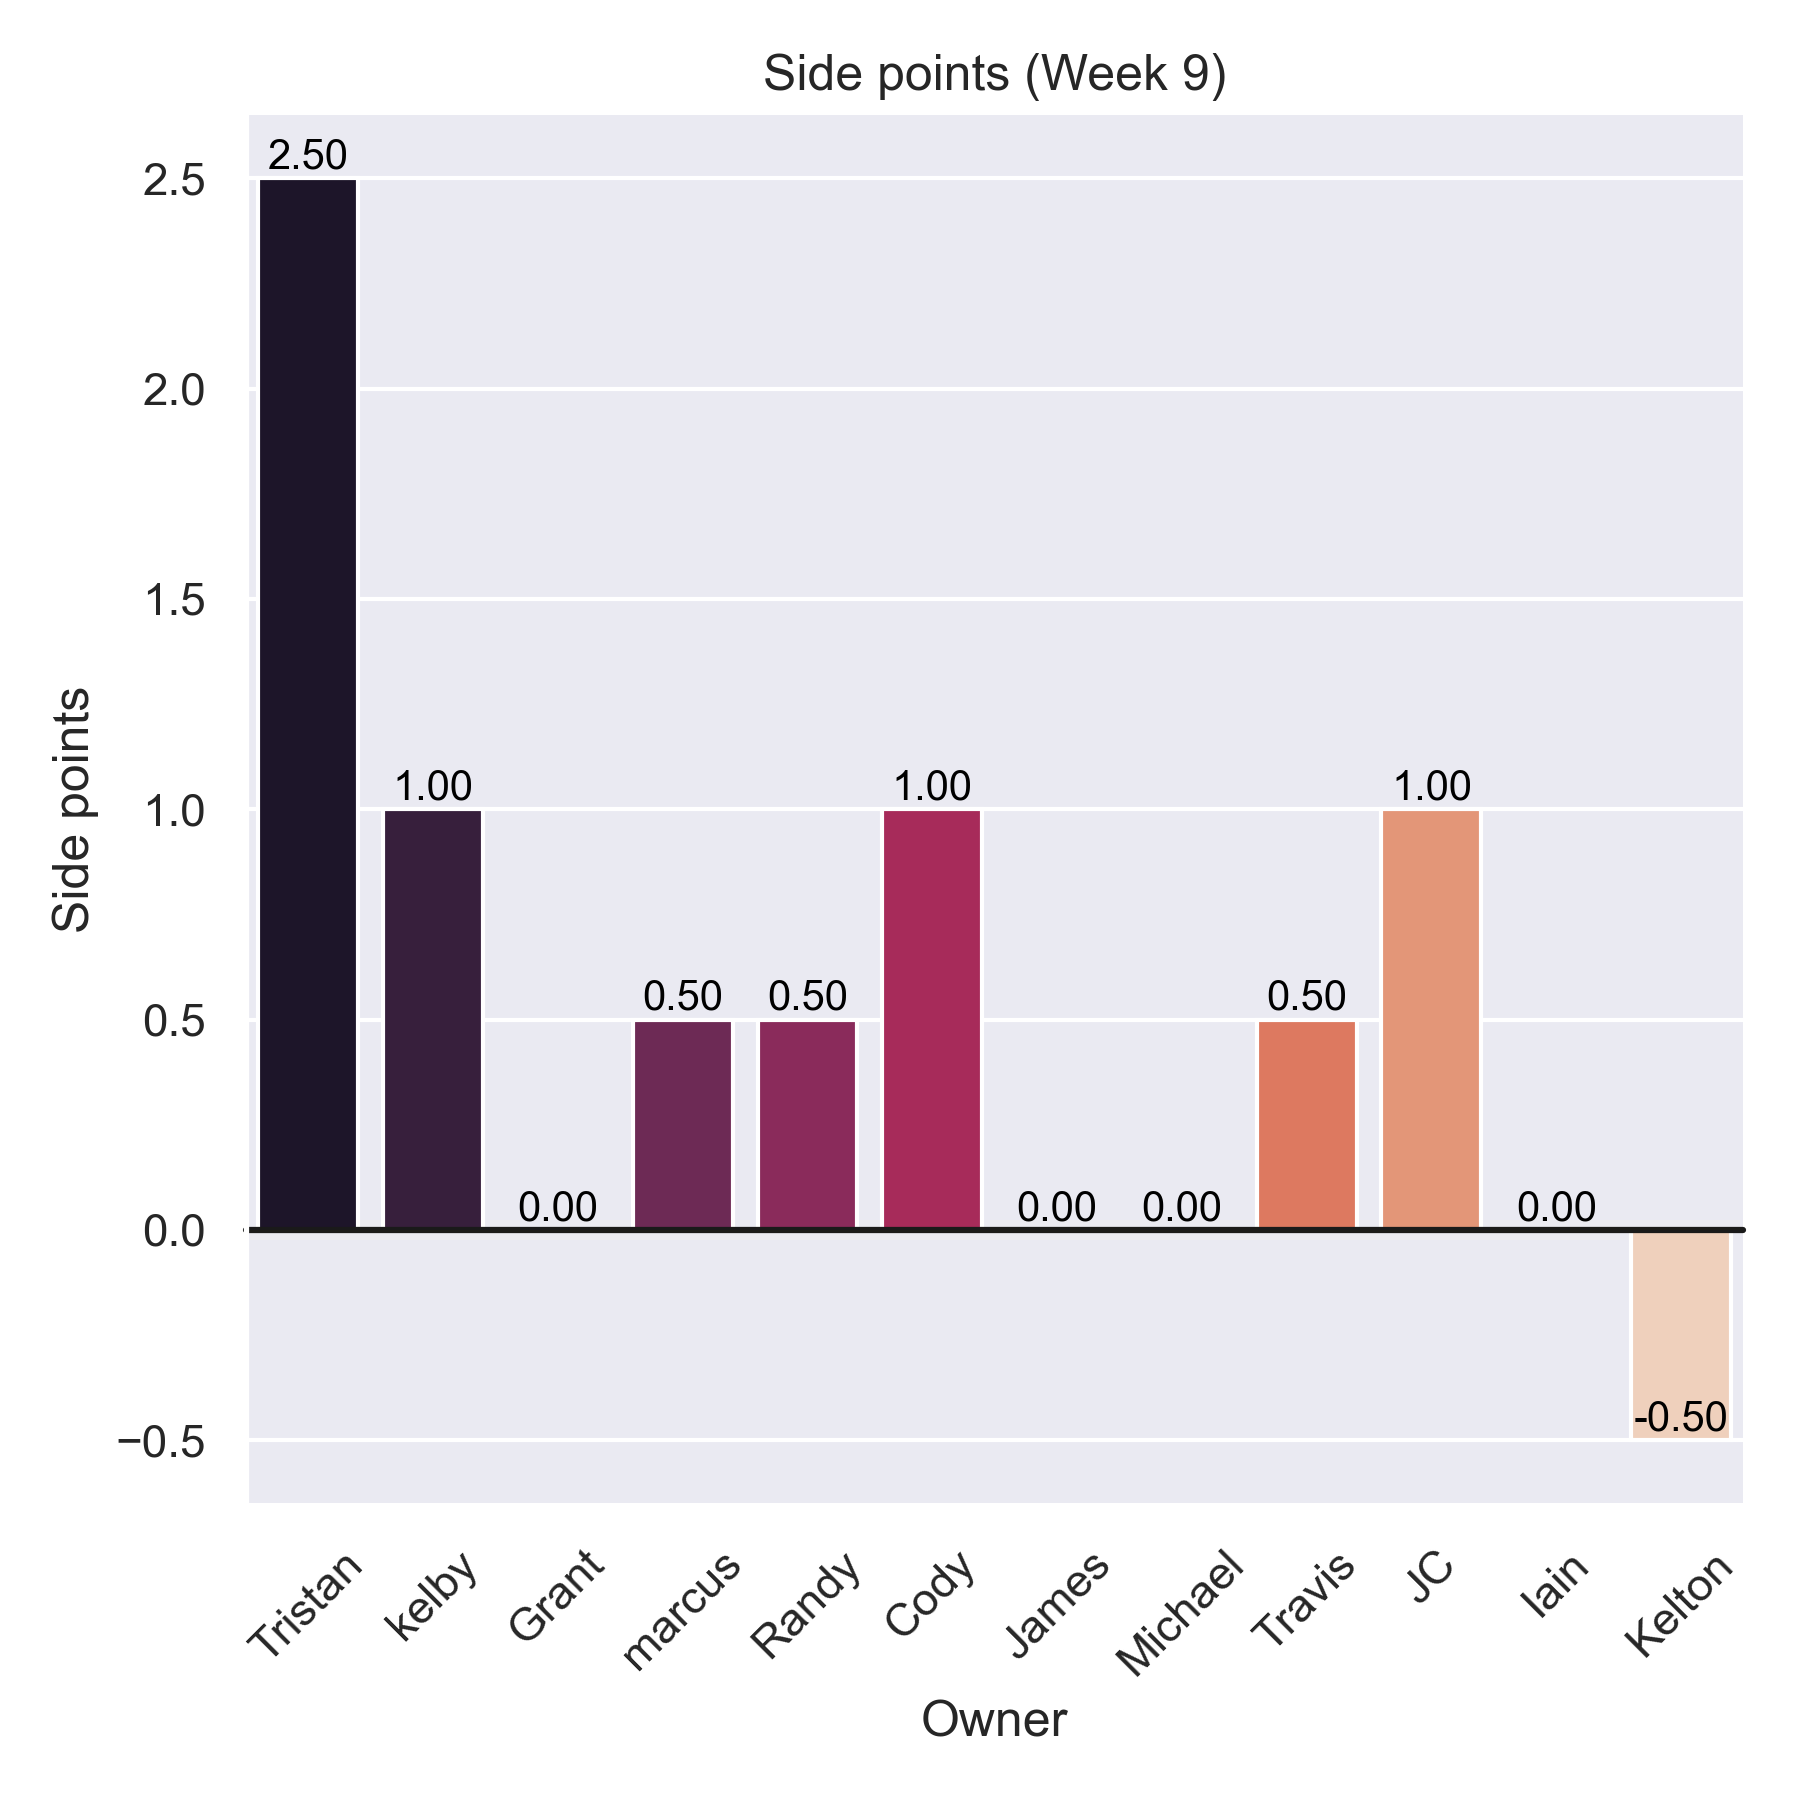 Side points (Week 9)
2.50
2.5
2.0
1.5
1.00 1.00 1.00
1.0
0.50 0.50 0.50
0.5
0.00 0.00 0.00 0.00
0.0
-0.50
−0.5
Side points
Tristan kelby Grant marcus Randy Cody James Michael Travis JC Iain Kelton
Owner